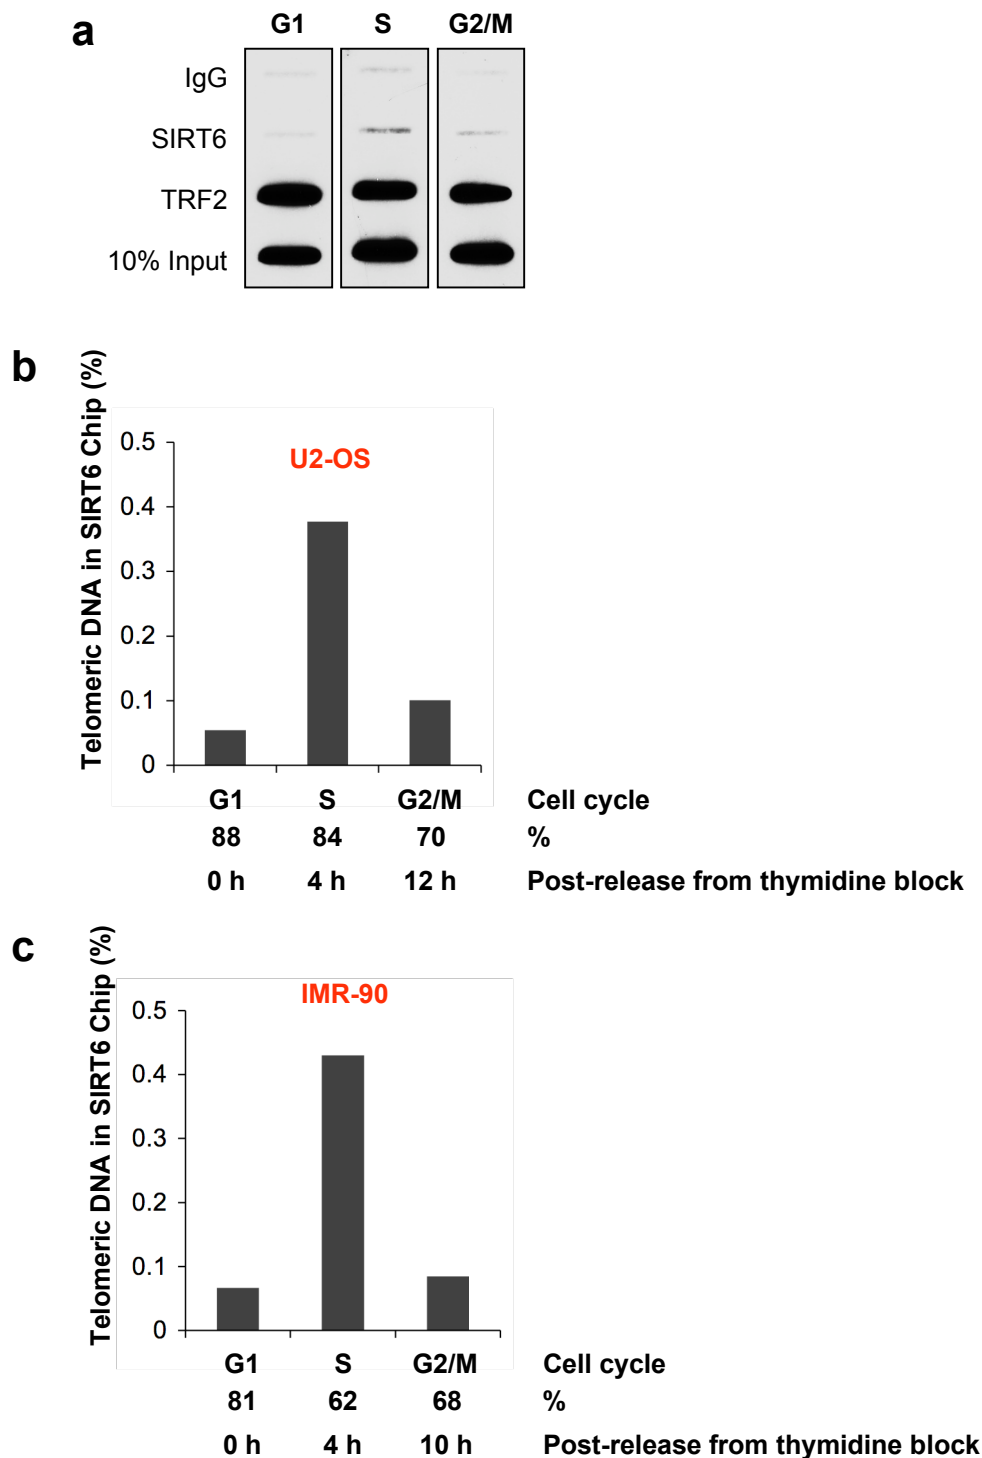 a
G1 S G2/M
IgG
SIRT6
TRF2
10% Input
b
Telomeric DNA in SIRT6 Chip (%)
U2-OS
0.5
0.4
0.3
0.2
0.1
0
G1 S G2/M Cell cycle
88 84 70 %
0 h 4 h 12 h Post-release from thymidine block
c
Telomeric DNA in SIRT6 Chip (%)
IMR-90
0.5
0.4
0.3
0.2
0.1
0
G1 S G2/M Cell cycle
81 62 68 %
0 h 4 h 10 h Post-release from thymidine block